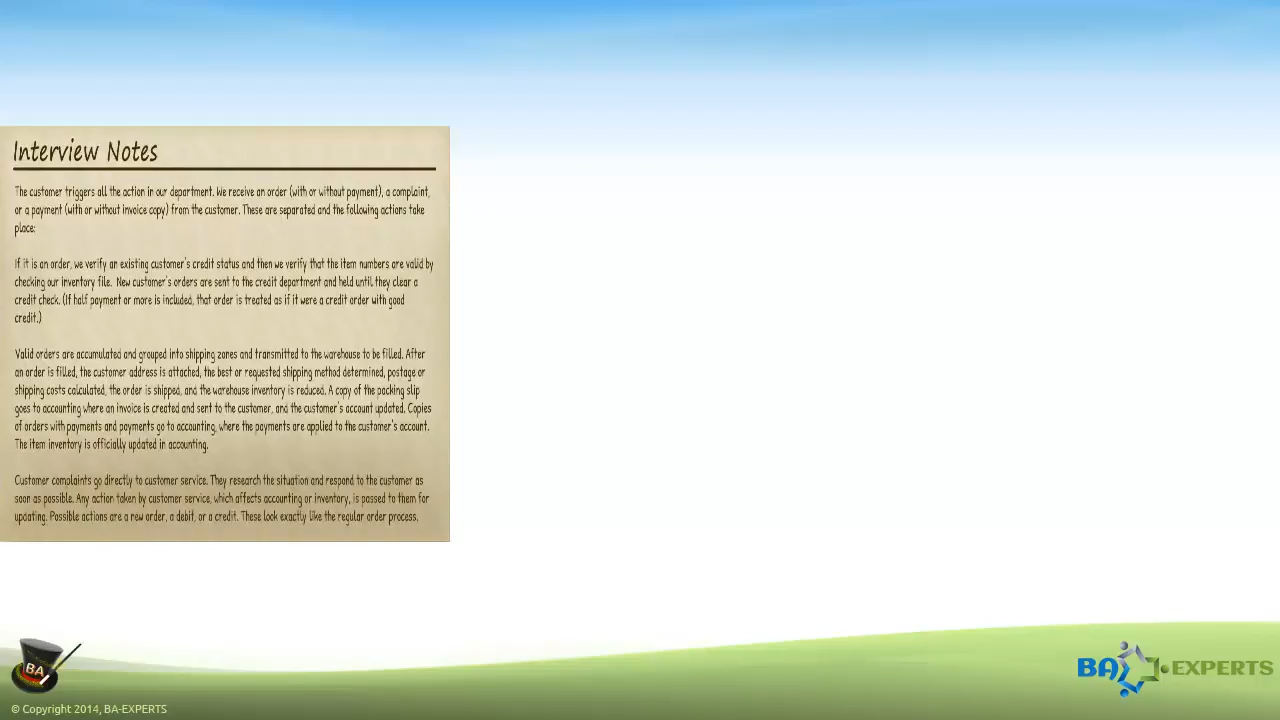 Interview Notes
The customer triggers all the action in our department. We receive an order (with or without payment), a complaint,
or a payment (with or without invoice copy) from the customer. These are separated and the following actions take
place:
If it is an order, we verify an existing customer's credit status and then we verify that the item numbers are valid by
checking our inventory file. New customer's orders are sent to the credit department and held until they clear a
credit check. (If half payment or more is included, that order is treated as if it were a credit order with good
credit.)
Valid orders are accumulated and grouped into shipping zones and transmitted to the warehouse to be filled. After
an order is filled, the customer address is attached, the best or requested shipping method determined, postage or
shipping costs calculated, the order is shipped, and the warehouse inventory is reduced. A copy of the packing slip
goes to accounting where an invoice is created and sent to the customer, and the customer's account updated. Copies
of orders with payments and payments go to accounting, where the payments are applied to the customer's account.
The item inventory is officially updated in accounting.
Customer complaints go directly to customer service. They research the situation and respond to the customer as
soon as possible. Any action taken by customer service, which affects accounting or inventory, is passed to them for
updating. Possible actions are a new order, a debit, or a credit. These look exactly like the regular order process.
BA
BA EXPERTS
© Copyright 2014, BA-EXPERTS